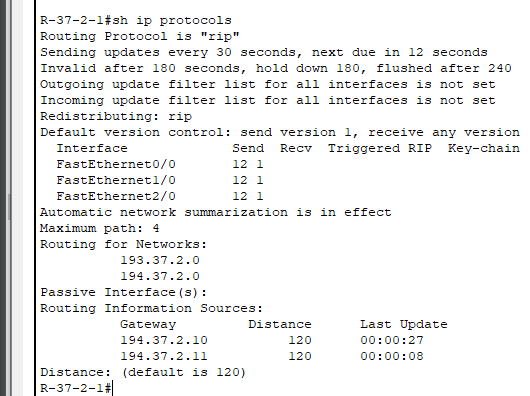 R-37-2-1#sh ip protocols
Routing Protocol is "rip"
Sending updates every 30 seconds, next due in 12 seconds
Invalid after 180 seconds, hold down 180, flushed after 240
Outgoing update filter list for all interfaces is not set
Incoming update filter list for all interfaces is not set
Redistributing: rip
Default version control: send version 1, receive any version
Interface Send Recv Triggered RIP Key-chain
FastEthernet0/0 12 1
FastEthernet1/0 12 1
FastEthernet2/0 12 1
Automatic network summarization is in effect
Maximum path: 4
Routing for Networks:
193.37.2.0
194.37.2.0
Passive Interface(s):
Routing Information Sources:
Gateway Distance Last Update
194.37.2.10 120 00:00:27
194.37.2.11 120 00:00:08
Distance: (default is 120)
R-37-2-1#